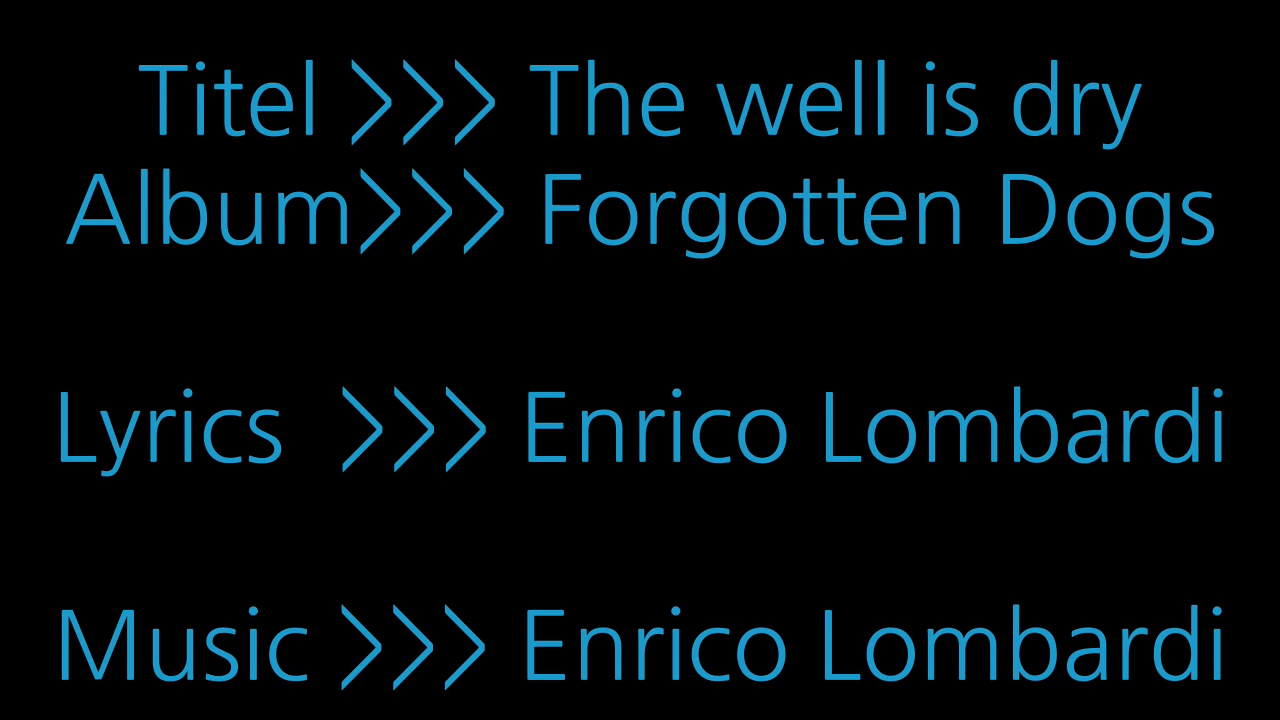 Titel >>> The well is dry
Album>>> Forgotten Dogs
Lyrics >>> Enrico Lombardi
Music >>> Enrico Lombardi